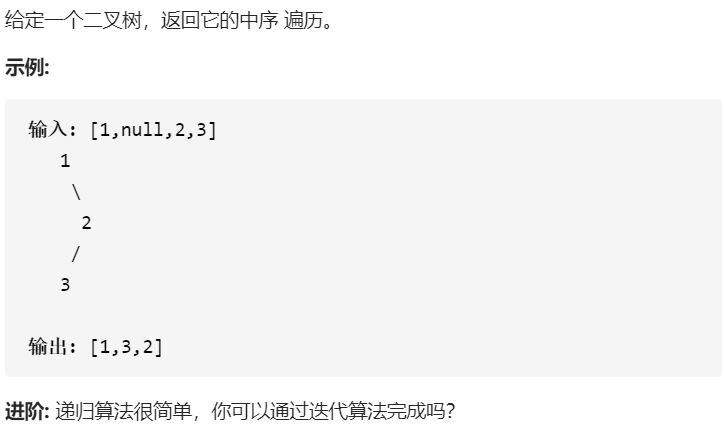 给定一个二叉树，返回它的中序 遍历。
示例:
输入: [1,null,2,3]
   1
    \
     2
    /
   3
输出: [1,3,2]
进阶: 递归算法很简单，你可以通过迭代算法完成吗？